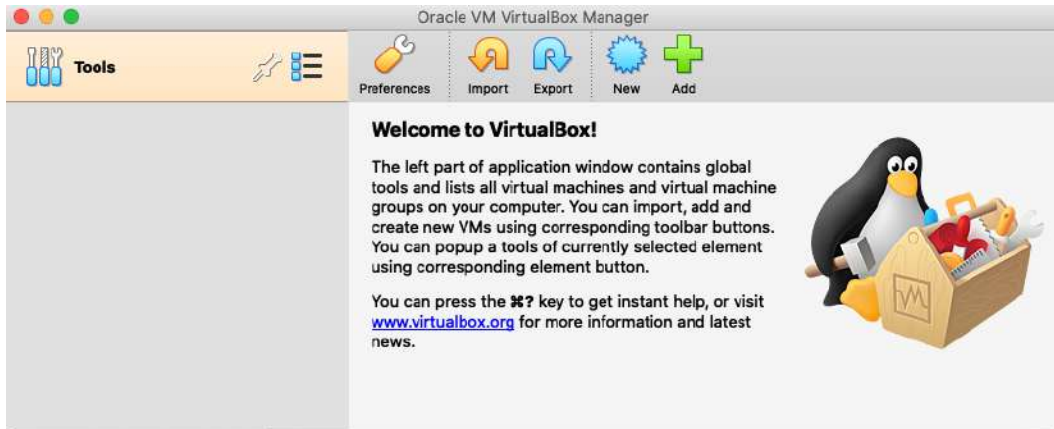 Oracle VM VirtualBox Manager
Tools
Preferences
Import
Export
New
Add
Welcome to VirtualBox!
The left part of application window contains global
tools and lists all virtual machines and virtual machine
groups on your computer. You can import, add and
create new VMs using corresponding toolbar buttons.
You can popup a tools of currently selected element
using corresponding element button.
You can press the ⌘? key to get instant help, or visit
www.virtualbox.org for more information and latest
news.